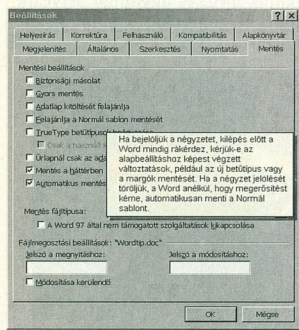 Beállítások
Helyesírás Korrektúra Felhasználó Kompatibilitás Alapkönyvtár
Megjelenítés Általános Szerkesztés Nyomtatás Mentés
Mentési beállítások
Biztonsági másolat
Gyors mentés
Adatlap kitöltését felajánlja
Felajánlja a Normál sablon mentését
TrueType betűtípusok
Csak a használt
Űrlapnál csak az
Mentés a háttérben
Automatikus mentés
Ha bejelöljük a négyzetet, kilépés előtt a
Word mindig rákérdez, kérjük-e az
alapbeállításhoz képest végzett
változtatások, például az új betűtípus vagy
a margók mentését. Ha a négyzet jelölését
töröljük, a Word anélkül, hogy megerősítést
kérne, automatikusan menti a Normál
sablont.
Mentés fájltípusa:
A Word 97 által nem támogatott szolgáltatások kikapcsolása
Fájlmegosztási beállítások: "Wordtip.doc"
Jelszó a megnyitáshoz: Jelszó a módosításhoz:
Módosítása kerülendő
OK Mégse